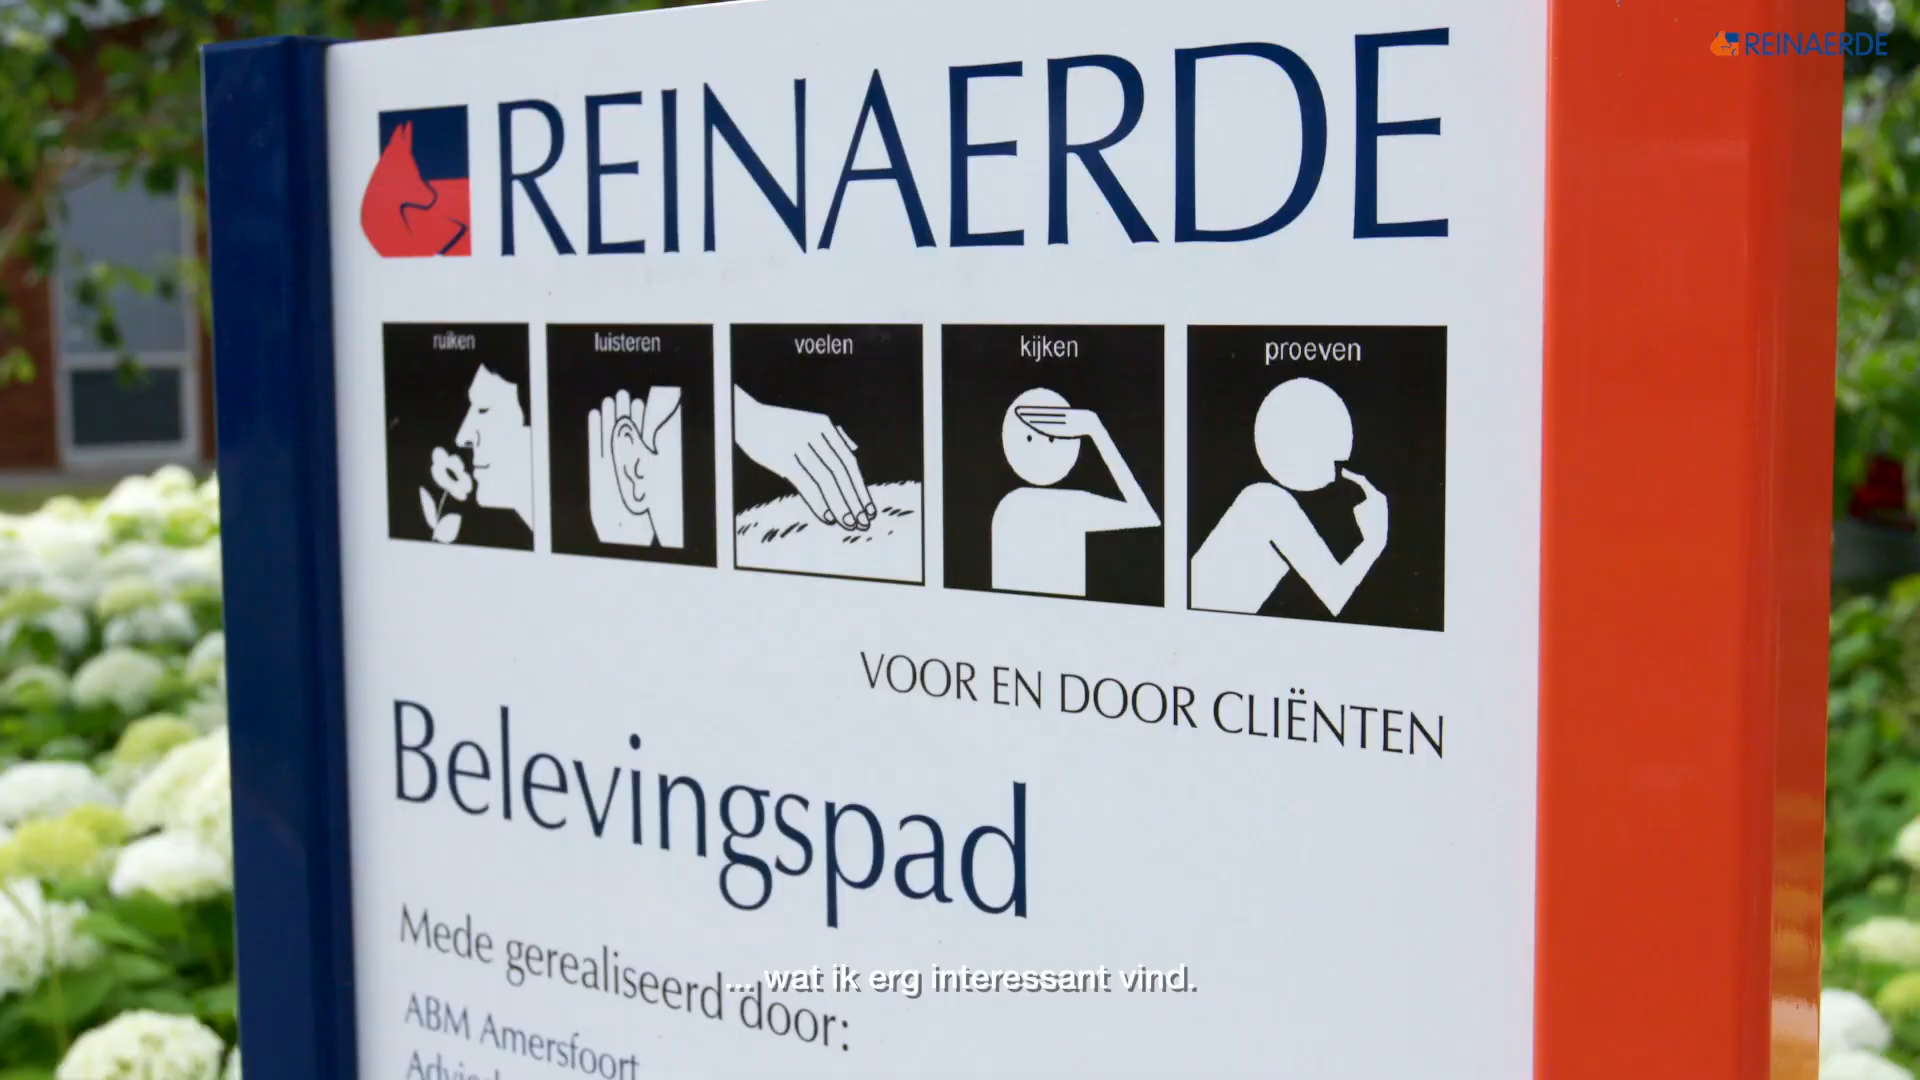 REINAERDE
REINAERDE
ruiken
luisteren
voelen
kijken
proeven
VOOR EN DOOR CLIËNTEN
Belevingspad
Mede gerealiseerd door:
... wat ik erg interessant vind.
ABM Amersfoort